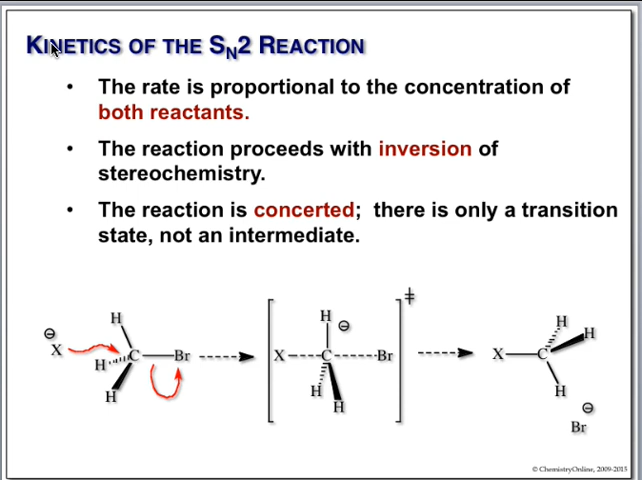 KINETICS OF THE SN2 REACTION
• The rate is proportional to the concentration of
both reactants.
• The reaction proceeds with inversion of
stereochemistry.
• The reaction is concerted; there is only a transition
state, not an intermediate.
H
⊖
X
H
C
Br
H
‡
H
⊖
X
C
Br
H
H
H
H
X
C
H
⊖
Br
© ChemistryOnline, 2009-2015